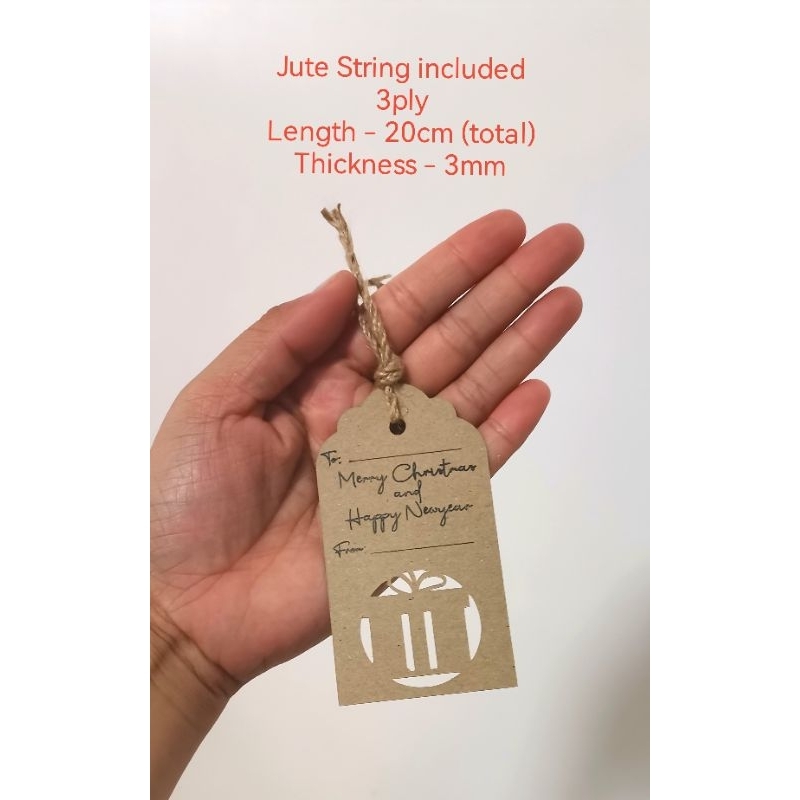 Jute String included
3ply
Length - 20cm (total)
Thickness - 3mm
To:
Merry Christmas
and
Happy Newyear
From: